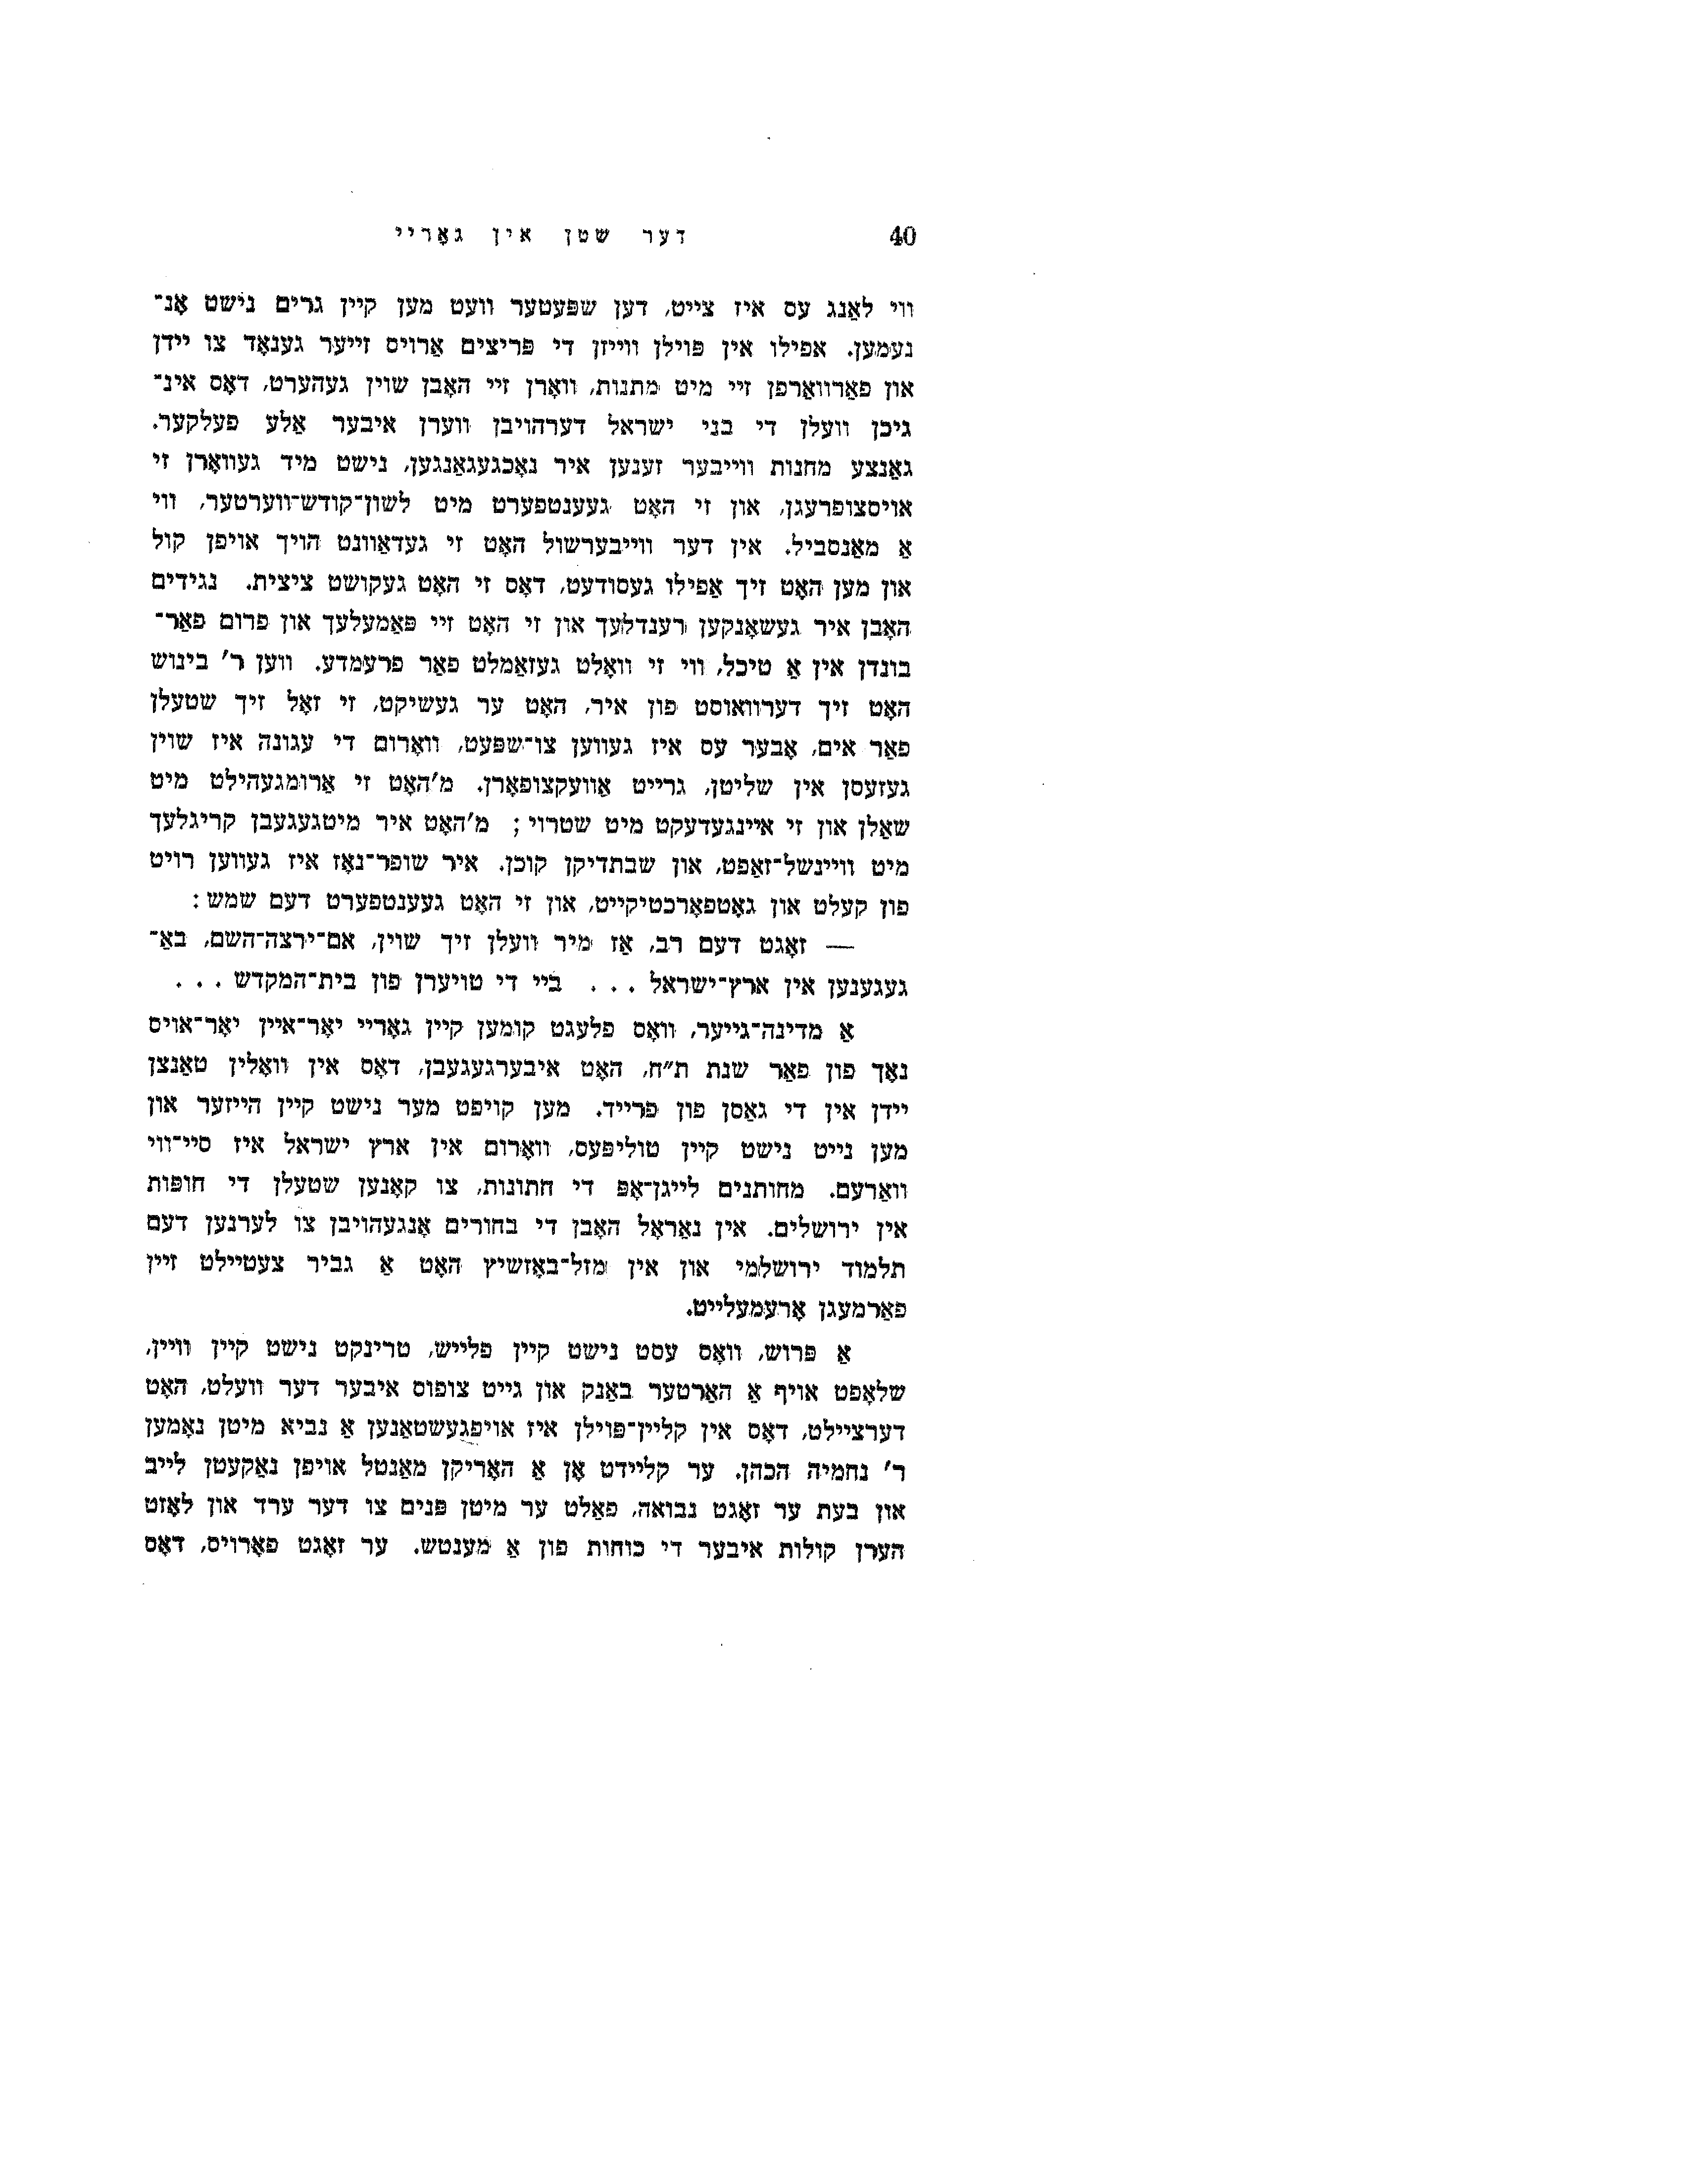 40 דער שטן אין גאָריי
ווי לאַנג עס איז צייט, דען שפּעטער וועט מען קיין גרים נישט אָנ־
נעמען. אפילו אין פּוילן ווייזן די פּריצים אַרויס זייער גענאָד צו יידן
און פאַרוואַרפן זיי מיט מתנות, וואָרן זיי האָבן שוין געהערט, דאָס אינ־
גיכן וועלן די בני ישראל דערהויבן ווערן איבער אַלע פעלקער.
גאַנצע מחנות ווייבער זענען איר נאָכגעגאַנגען, נישט מיד געוואָרן זי
אויסצופרעגן, און זי האָט געענטפערט מיט לשון־קודש־ווערטער, ווי
אַ מאַנסביל. אין דער ווייבערשול האָט זי געדאַוונט הויך אויפן קול
און מען האָט זיך אַפילו געסודעט, דאָס זי האָט געקושט ציצית. נגידים
האָבן איר געשאָנקען רענדלעך און זי האָט זיי פּאַמעלעך און פרום פאַר־
בונדן אין אַ טיכל, ווי זי וואָלט געזאַמלט פאַר פרעמדע. ווען ר׳ בינוש
האָט זיך דערוואוסט פון איר, האָט ער געשיקט, זי זאָל זיך שטעלן
פאַר אים, אָבער עס איז געווען צו־שפּעט, וואָרום די עגונה איז שוין
געזעסן אין שליטן, גרייט אַוועקצופאָרן. מ׳האָט זי אַרומגעהילט מיט
שאַלן און זי איינגעדעקט מיט שטרוי; מ׳האָט איר מיטגעגעבן קריגלעך
מיט וויינשל־זאַפט, און שבתדיקן קוכן. איר שופר־נאָז איז געווען רויט
פון קעלט און גאָטפאָרכטיקייט, און זי האָט געענטפערט דעם שמש:
— זאָגט דעם רב, אַז מיר וועלן זיך שוין, אם־ירצה־השם, באַ־
געגענען אין ארץ־ישראל . . . ביי די טויערן פון בית־המקדש . . .
אַ מדינה־גייער, וואָס פלעגט קומען קיין גאָריי יאָר־איין יאָר־אויס
נאָך פון פאַר שנת ת״ח, האָט איבערגעגעבן, דאָס אין וואָלין טאַנצן
יידן אין די גאַסן פון פרייד. מען קויפט מער נישט קיין הייזער און
מען נייט נישט קיין טוליפּעס, וואָרום אין ארץ ישראל איז סיי־ווי
וואַרעם. מחותנים לייגן־אָפּ די חתונות, צו קאָנען שטעלן די חופּות
אין ירושלים. אין נאַראָל האָבן די בחורים אָנגעהויבן צו לערנען דעם
תלמוד ירושלמי און אין מזל־באָזשיץ האָט אַ גביר צעטיילט זיין
פאַרמעגן אָרעמעלייט.
אַ פּרוש, וואָס עסט נישט קיין פלייש, טרינקט נישט קיין וויין,
שלאָפט אויף אַ האַרטער באַנק און גייט צופוס איבער דער וועלט, האָט
דערציילט, דאָס אין קליין־פּוילן איז אויפגעשטאַנען אַ נביא מיטן נאָמען
ר׳ נחמיה הכהן. ער קליידט אָן אַ האָריקן מאַנטל אויפן נאַקעטן לייב
און בעת ער זאָגט נבואה, פאַלט ער מיטן פּנים צו דער ערד און לאָזט
הערן קולות איבער די כוחות פון אַ מענטש. ער זאָגט פאָרויס, דאָס